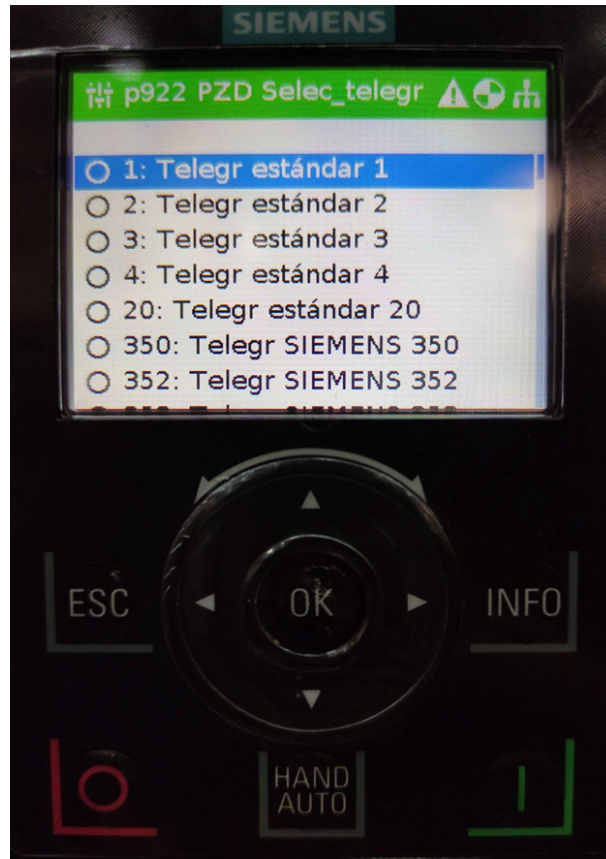 SIEMENS
p922 PZD Selec_telegr
1: Telegr estándar 1
2: Telegr estándar 2
3: Telegr estándar 3
4: Telegr estándar 4
20: Telegr estándar 20
350: Telegr SIEMENS 350
352: Telegr SIEMENS 352
ESC
OK
INFO
HAND
AUTO